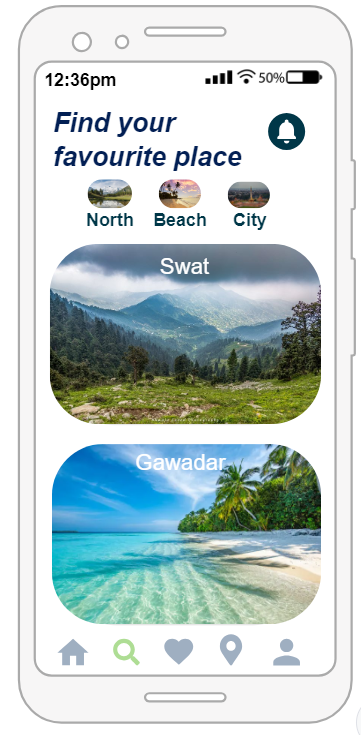 12:36pm 50%
Find your
favourite place
North Beach City
Swat
Gawadar